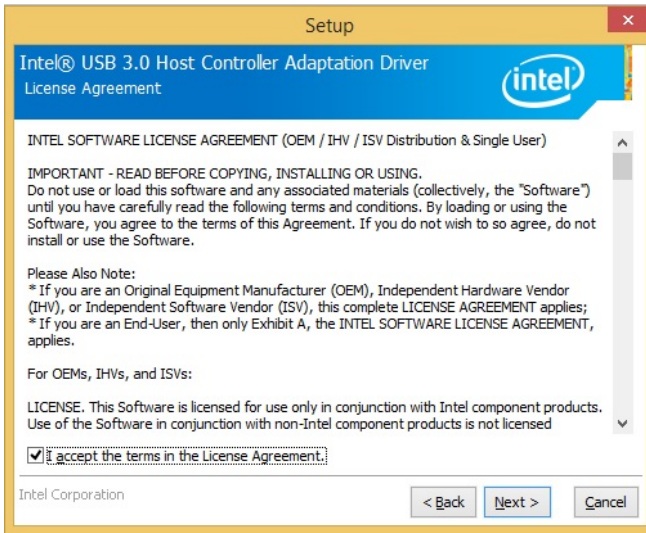 Setup
Intel® USB 3.0 Host Controller Adaptation Driver
License Agreement
intel
INTEL SOFTWARE LICENSE AGREEMENT (OEM / IHV / ISV Distribution & Single User)
IMPORTANT - READ BEFORE COPYING, INSTALLING OR USING.
Do not use or load this software and any associated materials (collectively, the "Software")
until you have carefully read the following terms and conditions. By loading or using the
Software, you agree to the terms of this Agreement. If you do not wish to so agree, do not
install or use the Software.
Please Also Note:
* If you are an Original Equipment Manufacturer (OEM), Independent Hardware Vendor
(IHV), or Independent Software Vendor (ISV), this complete LICENSE AGREEMENT applies;
* If you are an End-User, then only Exhibit A, the INTEL SOFTWARE LICENSE AGREEMENT,
applies.
For OEMs, IHVs, and ISVs:
LICENSE. This Software is licensed for use only in conjunction with Intel component products.
Use of the Software in conjunction with non-Intel component products is not licensed
I accept the terms in the License Agreement.
Intel Corporation
< Back Next > Cancel